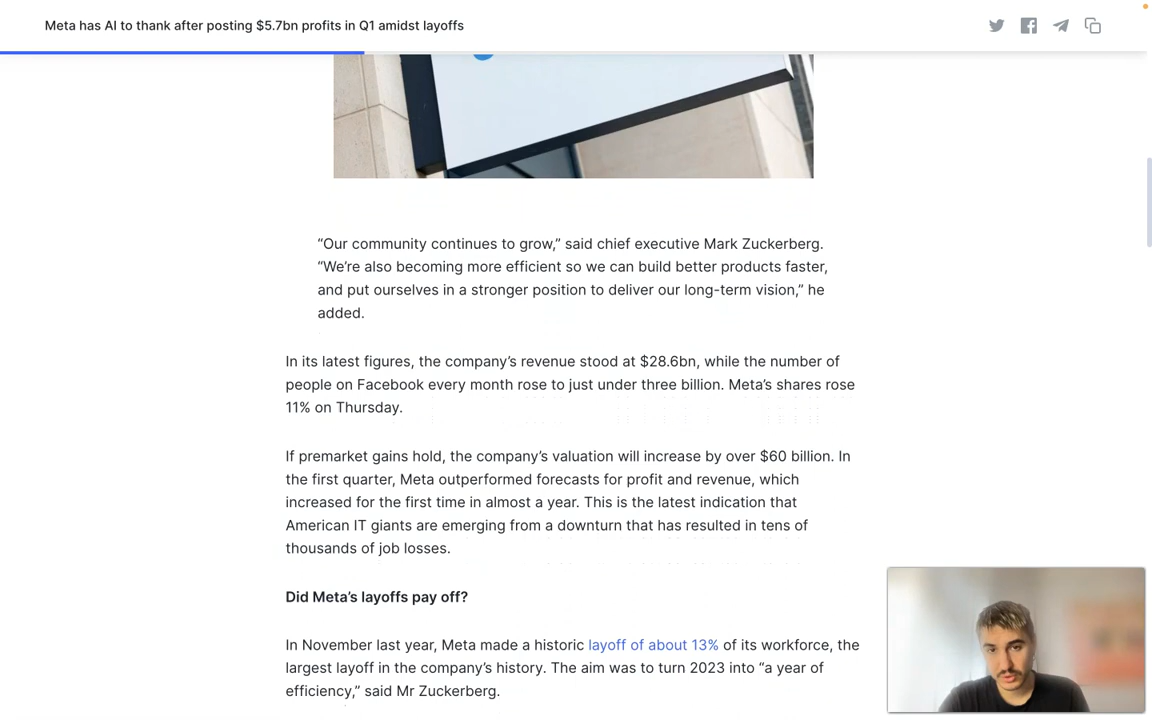 Meta has AI to thank after posting $5.7bn profits in Q1 amidst layoffs
“Our community continues to grow,” said chief executive Mark Zuckerberg.
“We’re also becoming more efficient so we can build better products faster,
and put ourselves in a stronger position to deliver our long-term vision,” he
added.
In its latest figures, the company’s revenue stood at $28.6bn, while the number of
people on Facebook every month rose to just under three billion. Meta’s shares rose
11% on Thursday.
If premarket gains hold, the company’s valuation will increase by over $60 billion. In
the first quarter, Meta outperformed forecasts for profit and revenue, which
increased for the first time in almost a year. This is the latest indication that
American IT giants are emerging from a downturn that has resulted in tens of
thousands of job losses.
Did Meta’s layoffs pay off?
In November last year, Meta made a historic layoff of about 13% of its workforce, the
largest layoff in the company’s history. The aim was to turn 2023 into “a year of
efficiency,” said Mr Zuckerberg.